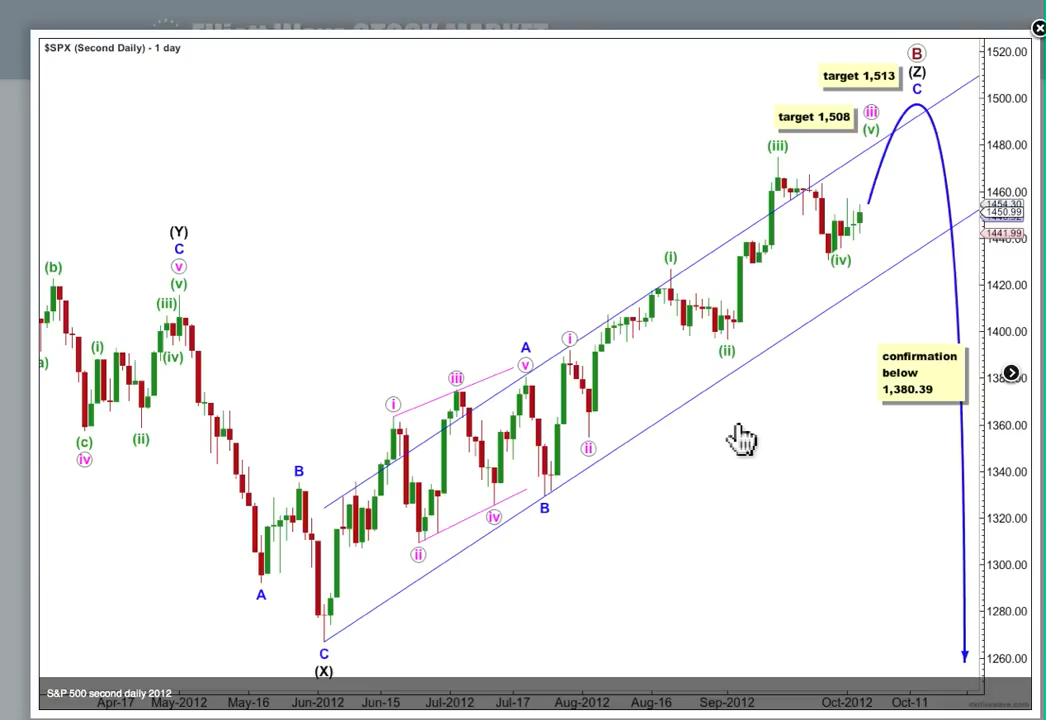 Elliott Wave STOCK MARKET
$SPX (Second Daily) - 1 day
1520.00
B
(Z)
C
target 1,513
1500.00
target 1,508
iii
(v)
1480.00
(iii)
1460.00
1454.30
1450.99
1441.99
1440.00
(Y)
C
v
(v)
(iii)
(iv)
(b)
(i)
(i)
(iv)
1420.00
1400.00
(ii)
A
v
i
confirmation
below
1,380.39
iii
i
1360.00
(c)
iv
(ii)
ii
B
1340.00
B
iv
1320.00
ii
1300.00
A
1280.00
C
(X)
1260.00
S&P 500 second daily 2012
Apr-17
May-2012
May-16
Jun-2012
Jun-15
Jul-2012
Jul-17
Aug-2012
Aug-16
Sep-2012
Oct-2012
Oct-11